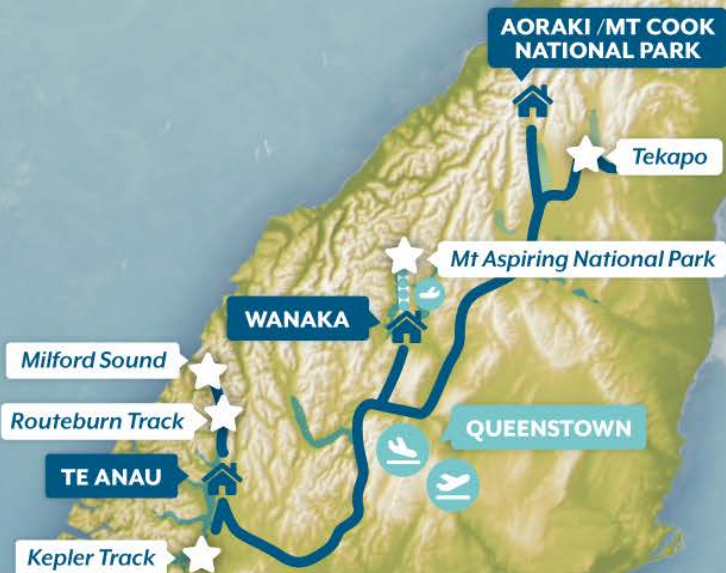 AORAKI /MT COOK
NATIONAL PARK
Tekapo
Mt Aspiring National Park
WANAKA
Milford Sound
Routeburn Track
QUEENSTOWN
TE ANAU
Kepler Track